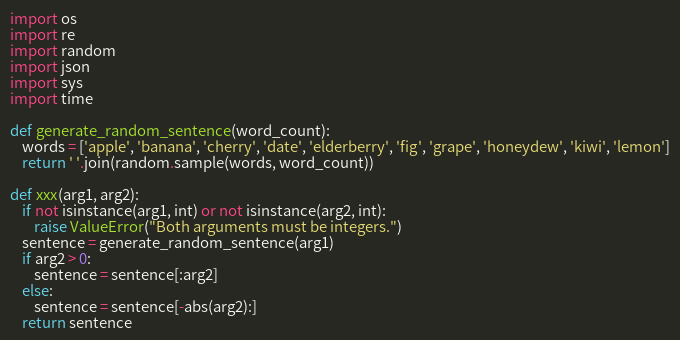 import os
import re
import random
import json
import sys
import time

def generate_random_sentence(word_count):
    words = ['apple', 'banana', 'cherry', 'date', 'elderberry', 'fig', 'grape', 'honeydew', 'kiwi', 'lemon']
    return ' '.join(random.sample(words, word_count))

def xxx(arg1, arg2):
    if not isinstance(arg1, int) or not isinstance(arg2, int):
        raise ValueError("Both arguments must be integers.")
    sentence = generate_random_sentence(arg1)
    if arg2 > 0:
        sentence = sentence[:arg2]
    else:
        sentence = sentence[-abs(arg2):]
    return sentence